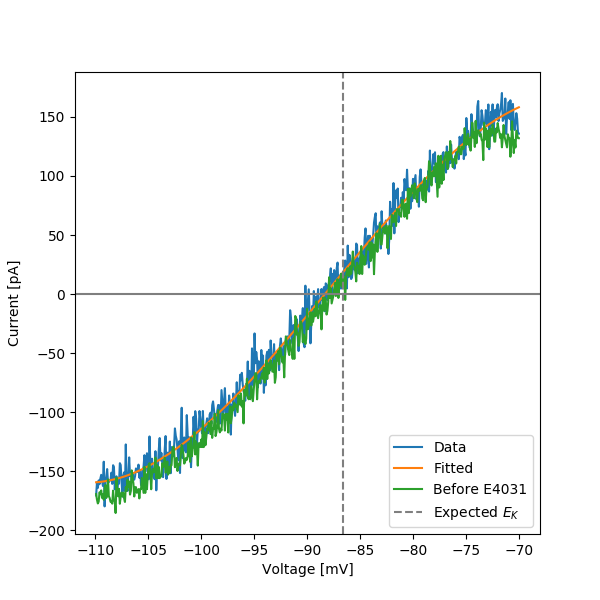 Current [pA]
150
100
50
0
−50
−100
−150
−200
Data
Fitted
Before E4031
Expected E_K
−110 −105 −100 −95 −90 −85 −80 −75 −70
Voltage [mV]